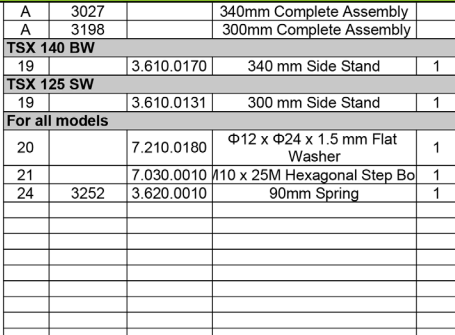 A 3027 340mm Complete Assembly
A 3198 300mm Complete Assembly
TSX 140 BW
19 3.610.0170 340 mm Side Stand 1
TSX 125 SW
19 3.610.0131 300 mm Side Stand 1
For all models
20 7.210.0180 Φ12 x Φ24 x 1.5 mm Flat Washer 1
21 7.030.0010 M10 x 25M Hexagonal Step Bo 1
24 3252 3.620.0010 90mm Spring 1